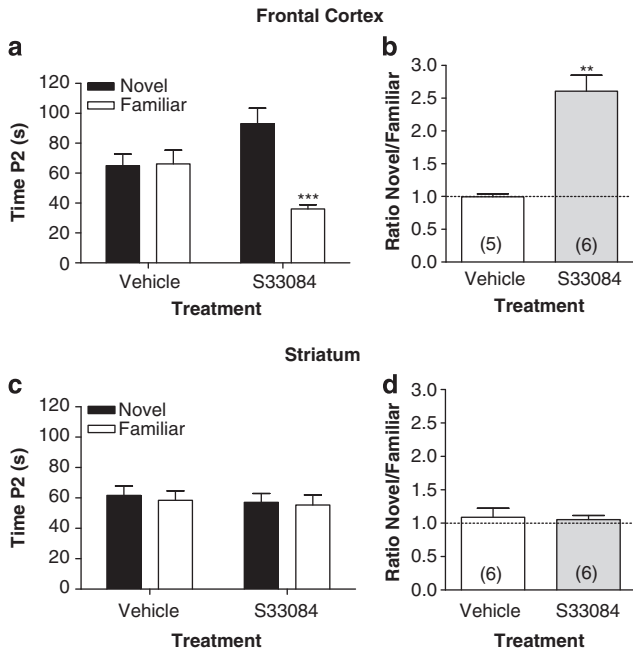 Frontal Cortex
a
Novel
Familiar
120
100
80
60
40
20
0
Time P2 (s)
***
Vehicle
S33084
Treatment
b
3.0
2.5
2.0
1.5
1.0
0.5
0.0
Ratio Novel/Familiar
**
(5)
(6)
Vehicle
S33084
Treatment
Striatum
c
Novel
Familiar
120
100
80
60
40
20
0
Time P2 (s)
Vehicle
S33084
Treatment
d
3.0
2.5
2.0
1.5
1.0
0.5
0.0
Ratio Novel/Familiar
(6)
(6)
Vehicle
S33084
Treatment